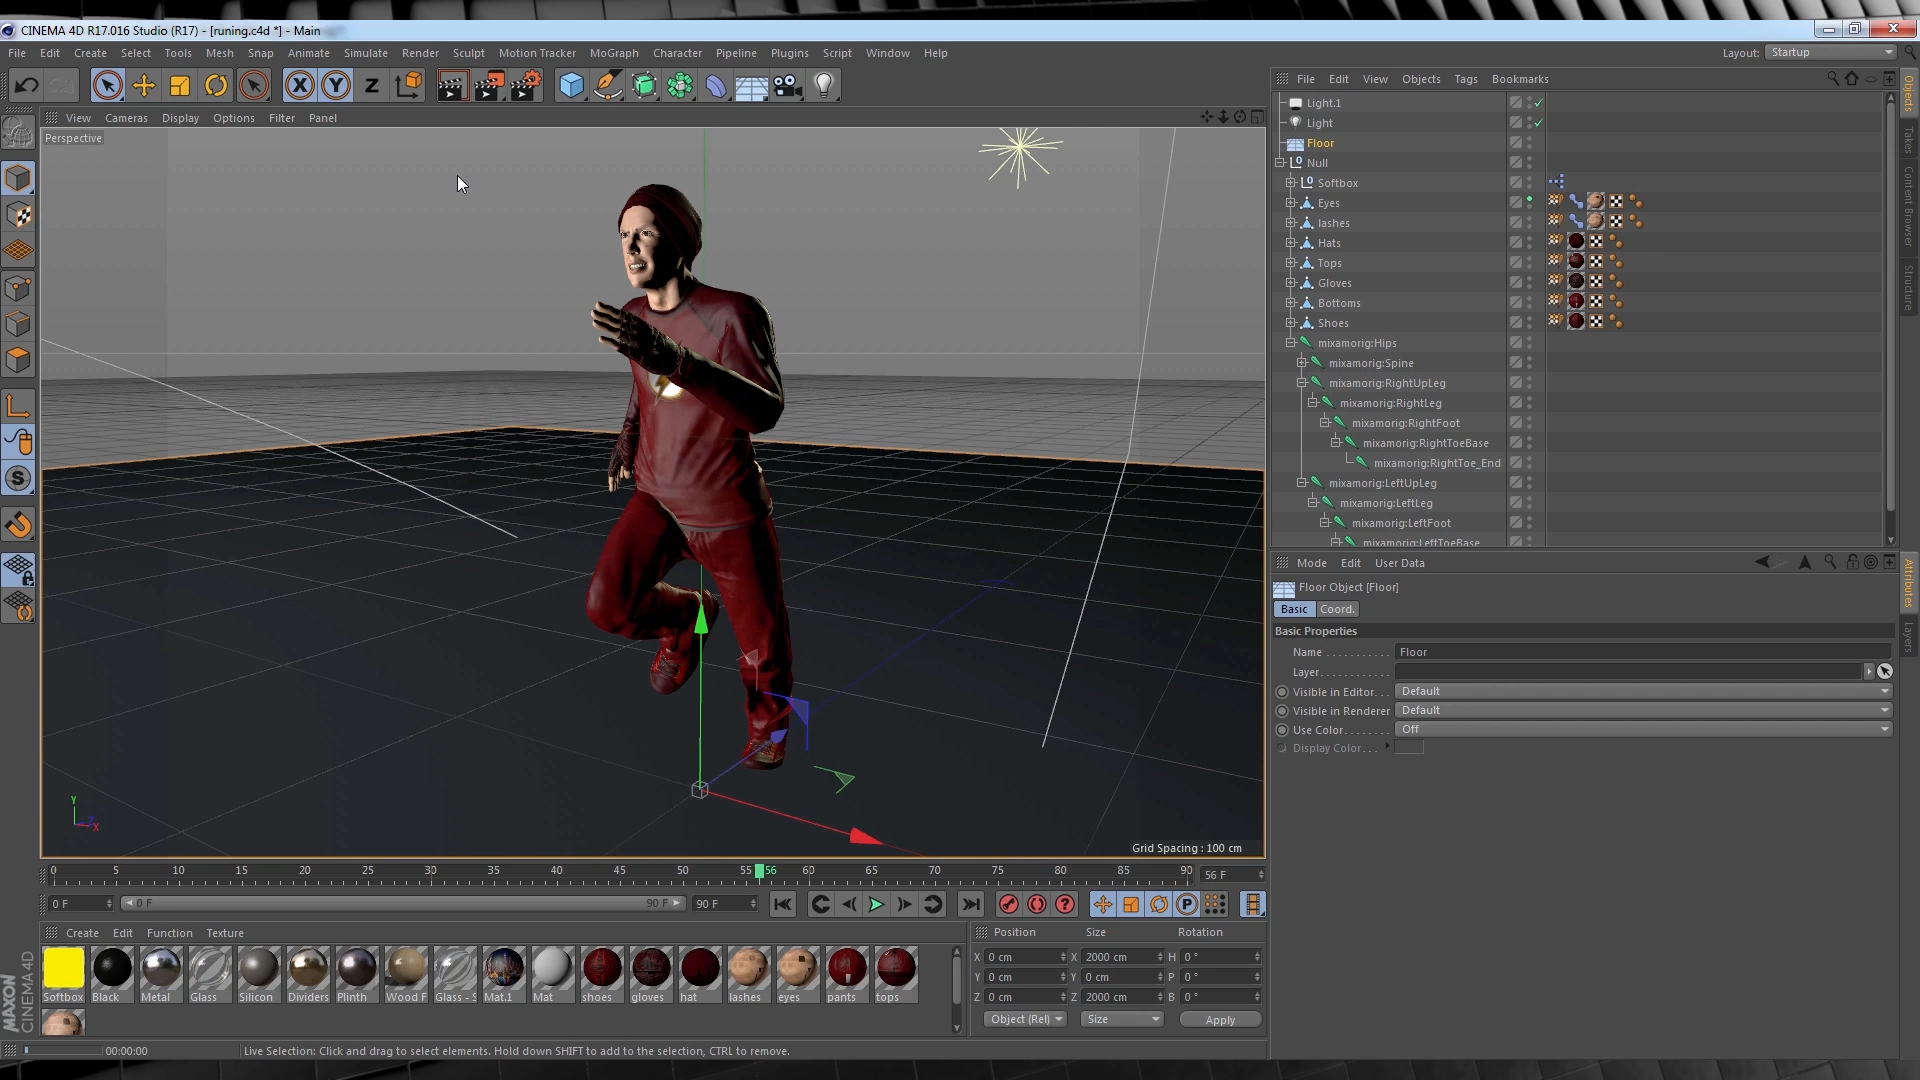 CINEMA 4D R17.016 Studio (R17) - [runing.c4d *] - Main
File Edit Create Select Tools Mesh Snap Animate Simulate Render Sculpt Motion Tracker MoGraph Character Pipeline Plugins Script Window Help
Layout: Startup
X Y Z
File Edit View Objects Tags Bookmarks
View Cameras Display Options Filter Panel
Perspective
Light.1
Light
Floor
Null
Softbox
Eyes
lashes
Hats
Tops
Gloves
Bottoms
Shoes
mixamorig:Hips
mixamorig:Spine
mixamorig:RightUpLeg
mixamorig:RightLeg
mixamorig:RightFoot
mixamorig:RightToeBase
mixamorig:RightToe_End
mixamorig:LeftUpLeg
mixamorig:LeftLeg
mixamorig:LeftFoot
mixamorig:LeftToeBase
Objects
Takes
Content Browser
Structure
Mode Edit User Data
Floor Object [Floor]
Basic Coord.
Basic Properties
Name . . . . . . . . . . . Floor
Layer . . . . . . . . . . .
Visible in Editor . . . Default
Visible in Renderer Default
Use Color . . . . . . . . Off
Display Color . . .
Attributes
Layers
Y
Z
X
Grid Spacing : 100 cm
0 5 10 15 20 25 30 35 40 45 50 55 56 60 65 70 75 80 85 90
56 F
0 F 0 F 90 F 90 F
P
Create Edit Function Texture
Softbox Black Metal Glass Silicon Dividers Plinth Wood F Glass - S Mat.1 Mat shoes gloves hat lashes eyes pants tops
Position Size Rotation
X 0 cm X 2000 cm H 0 °
Y 0 cm Y 0 cm P 0 °
Z 0 cm Z 2000 cm B 0 °
Object (Rel) Size Apply
MAXON
CINEMA 4D
00:00:00 Live Selection: Click and drag to select elements. Hold down SHIFT to add to the selection, CTRL to remove.